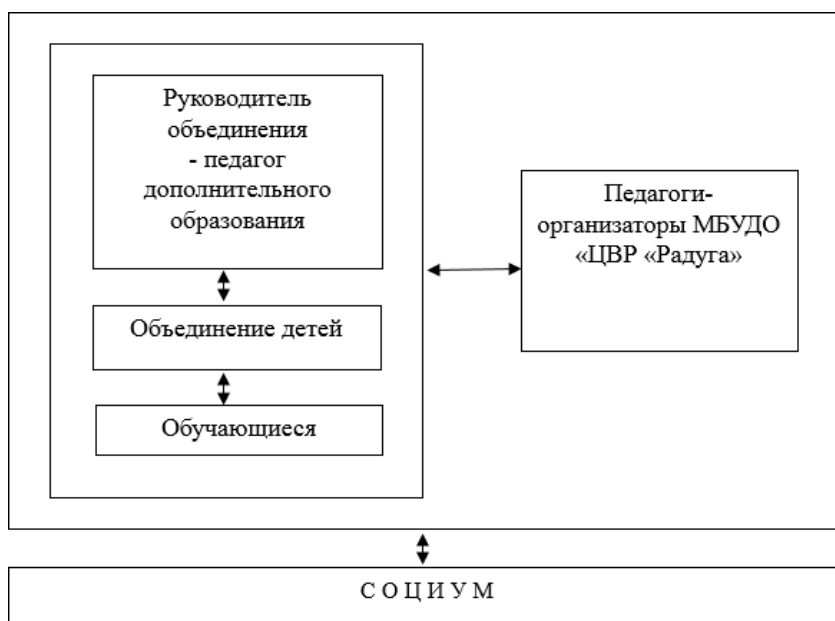 Руководитель
объединения
- педагог
дополнительного
образования
Объединение детей
Обучающиеся
Педагоги-
организаторы МБУДО
«ЦВР «Радуга»
С О Ц И У М